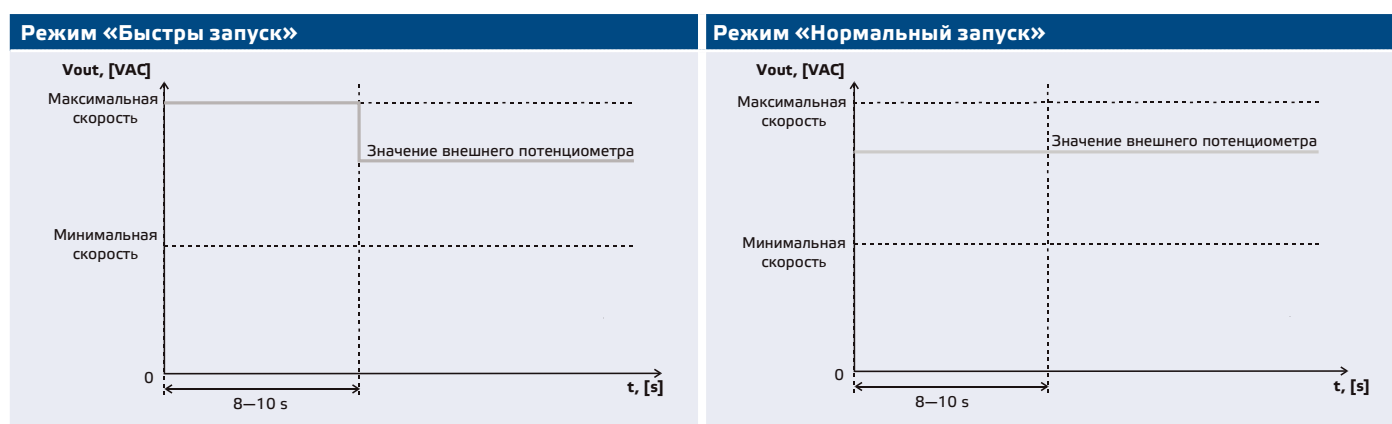 Режим «Быстры запуск»
Vout, [VAC]
Максимальная
скорость
Значение внешнего потенциометра
Минимальная
скорость
0
t, [s]
8—10 s
Режим «Нормальный запуск»
Vout, [VAC]
Максимальная
скорость
Значение внешнего потенциометра
Минимальная
скорость
0
t, [s]
8—10 s